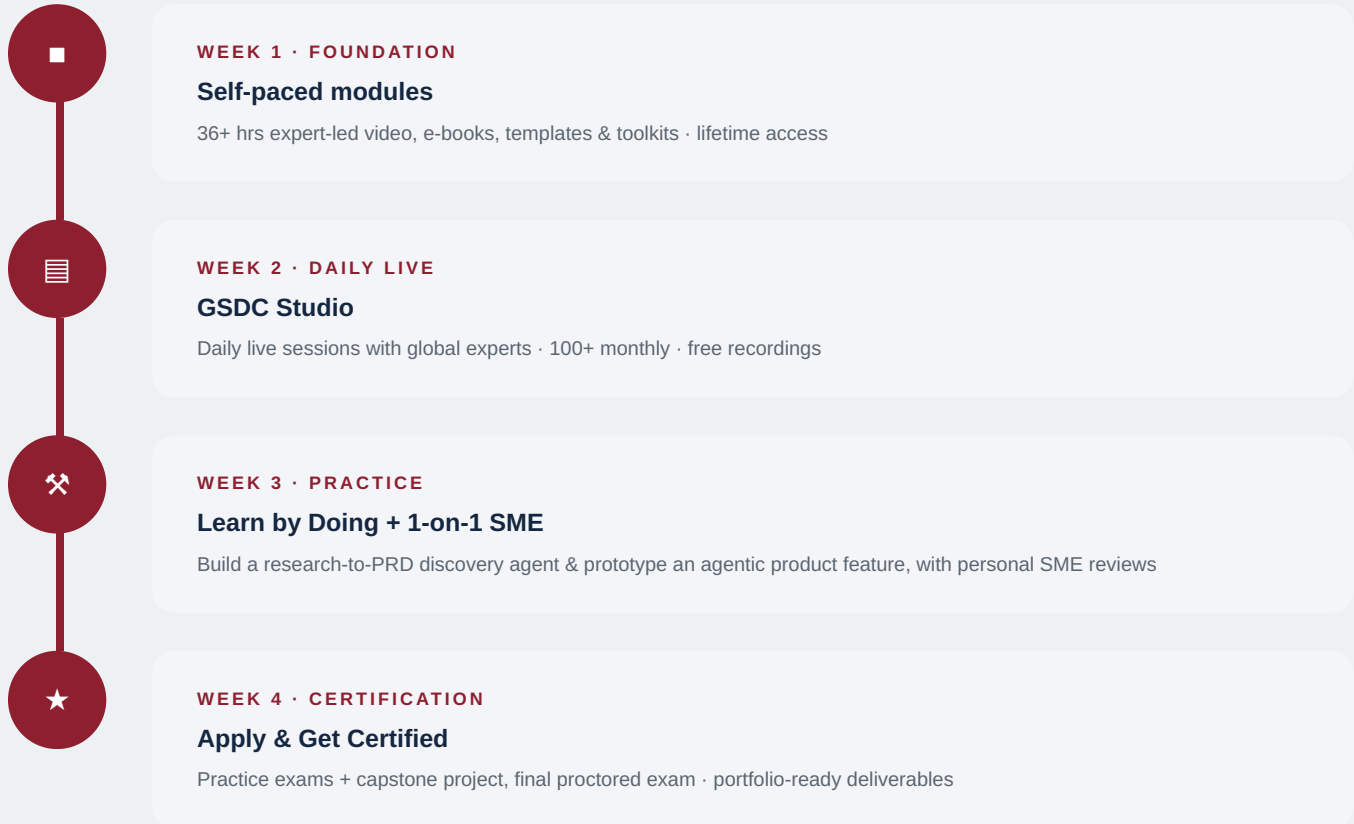 WEEK 1 · FOUNDATION
Self-paced modules
36+ hrs expert-led video, e-books, templates & toolkits · lifetime access
WEEK 2 · DAILY LIVE
GSDC Studio
Daily live sessions with global experts · 100+ monthly · free recordings
WEEK 3 · PRACTICE
Learn by Doing + 1-on-1 SME
Build a research-to-PRD discovery agent & prototype an agentic product feature, with personal SME reviews
WEEK 4 · CERTIFICATION
Apply & Get Certified
Practice exams + capstone project, final proctored exam · portfolio-ready deliverables